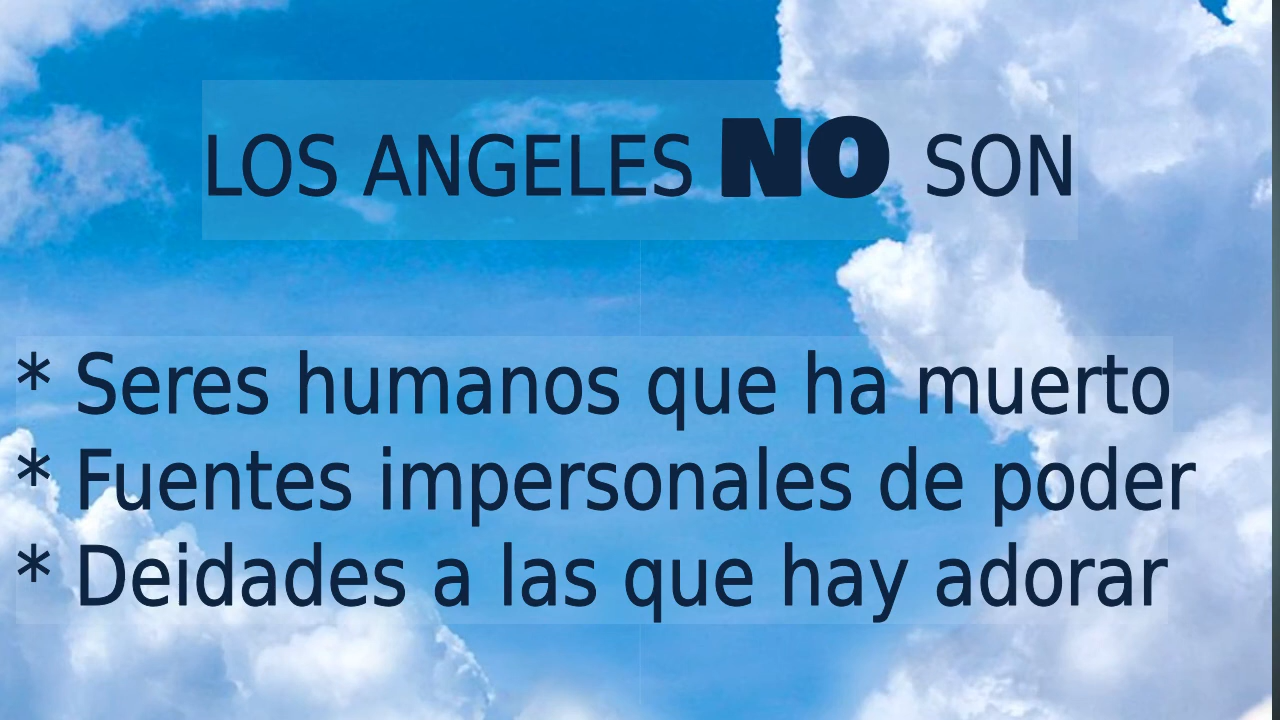 LOS ANGELES NO SON
* Seres humanos que ha muerto
* Fuentes impersonales de poder
* Deidades a las que hay adorar